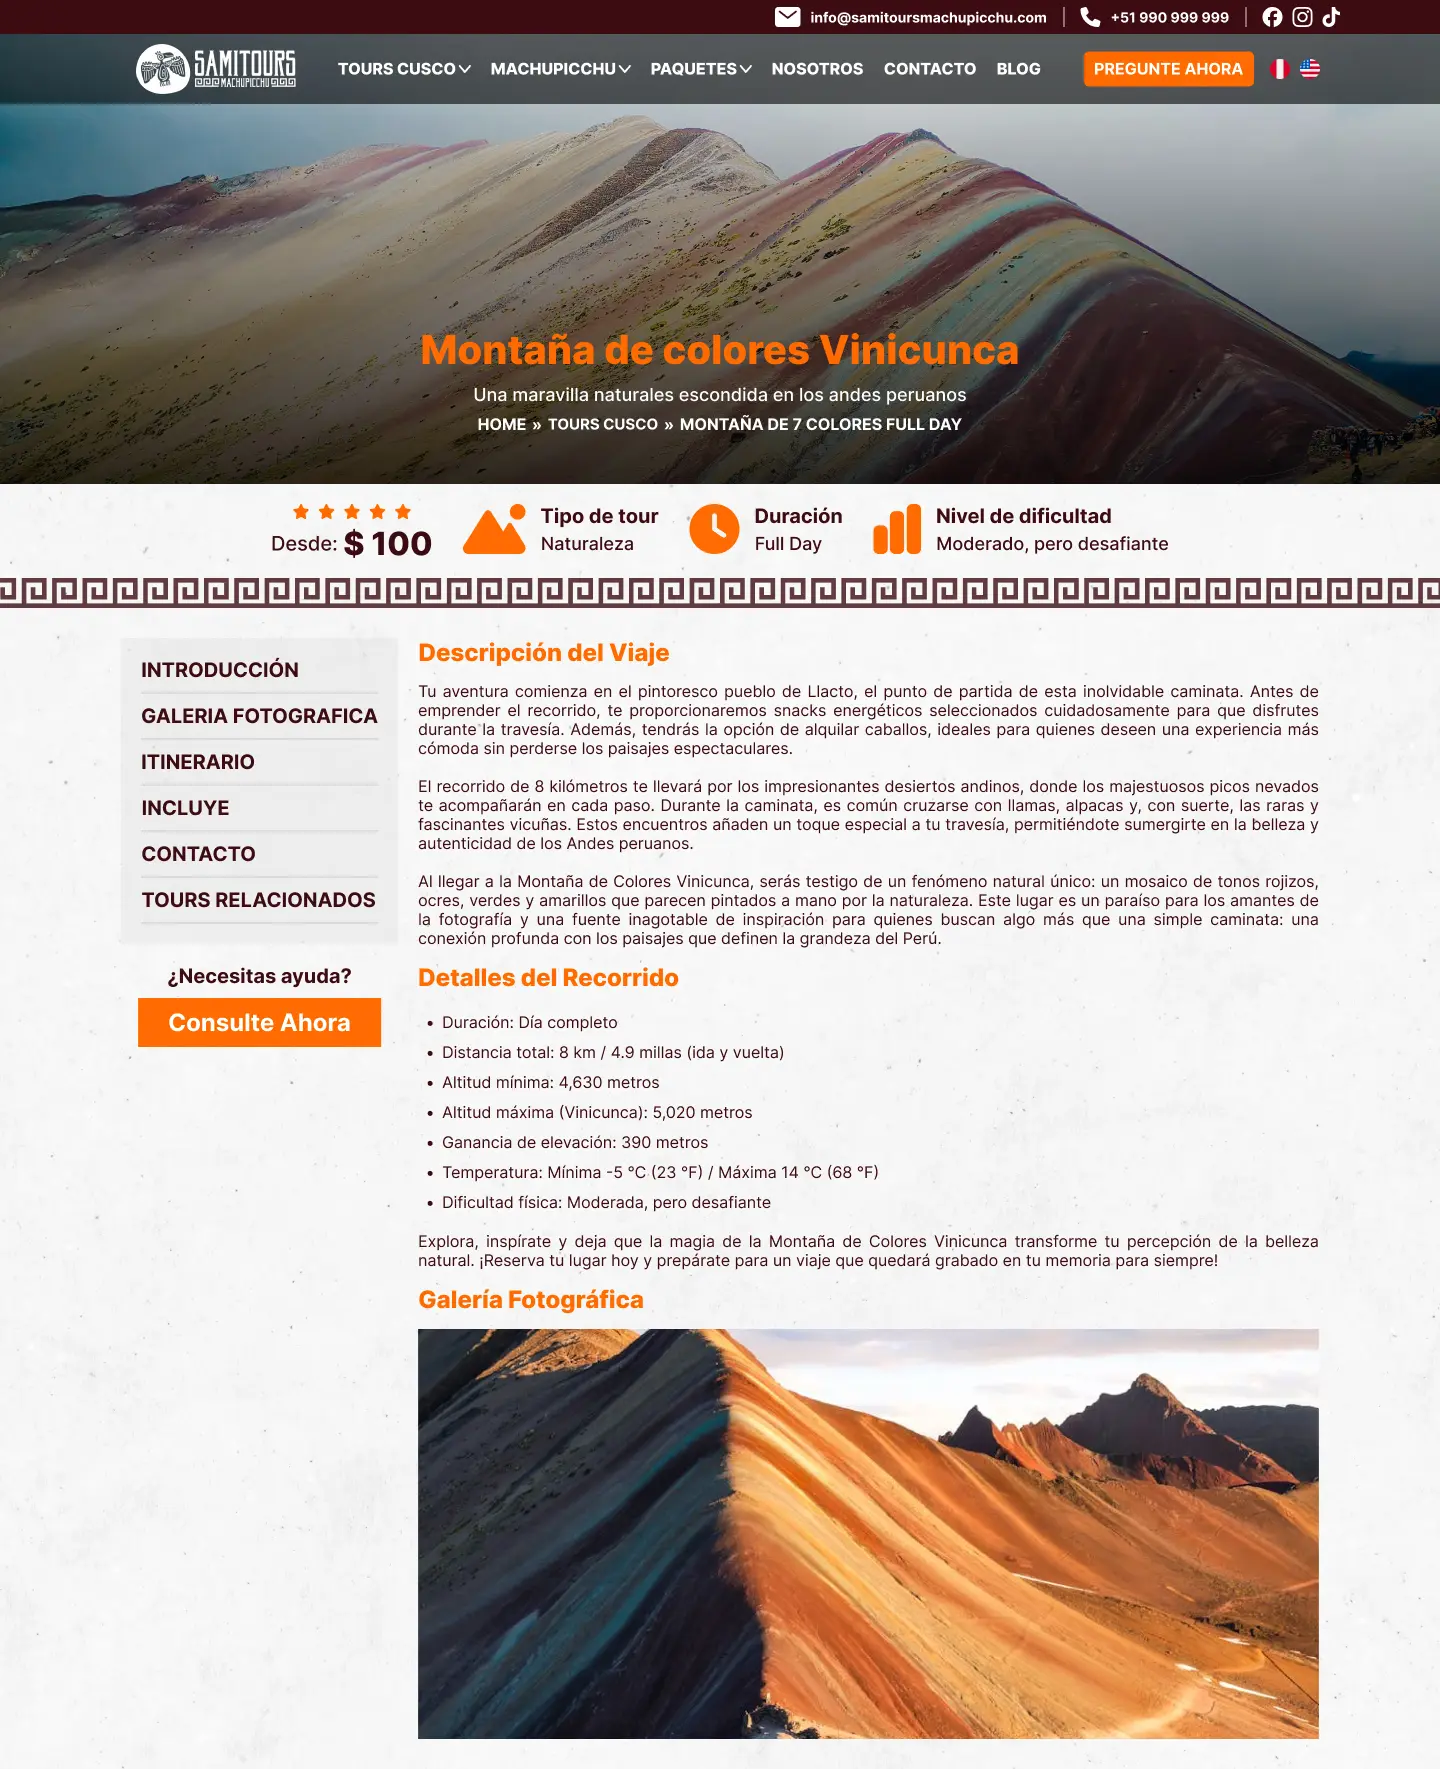 info@samitoursmachupicchu.com
+51 990 999 999
SAMITOURS
MACHUPICCHU
TOURS CUSCO
MACHUPICCHU
PAQUETES
NOSOTROS
CONTACTO
BLOG
PREGUNTE AHORA
Montaña de colores Vinicunca
Una maravilla naturales escondida en los andes peruanos
HOME » TOURS CUSCO » MONTAÑA DE 7 COLORES FULL DAY
Desde: $ 100
Tipo de tour
Naturaleza
Duración
Full Day
Nivel de dificultad
Moderado, pero desafiante
INTRODUCCIÓN
GALERIA FOTOGRAFICA
ITINERARIO
INCLUYE
CONTACTO
TOURS RELACIONADOS
¿Necesitas ayuda?
Consulte Ahora
Descripción del Viaje
Tu aventura comienza en el pintoresco pueblo de Llacto, el punto de partida de esta inolvidable caminata. Antes de
emprender el recorrido, te proporcionaremos snacks energéticos seleccionados cuidadosamente para que disfrutes
durante la travesía. Además, tendrás la opción de alquilar caballos, ideales para quienes deseen una experiencia más
cómoda sin perderse los paisajes espectaculares.
El recorrido de 8 kilómetros te llevará por los impresionantes desiertos andinos, donde los majestuosos picos nevados
te acompañarán en cada paso. Durante la caminata, es común cruzarse con llamas, alpacas y, con suerte, las raras y
fascinantes vicuñas. Estos encuentros añaden un toque especial a tu travesía, permitiéndote sumergirte en la belleza y
autenticidad de los Andes peruanos.
Al llegar a la Montaña de Colores Vinicunca, serás testigo de un fenómeno natural único: un mosaico de tonos rojizos,
ocres, verdes y amarillos que parecen pintados a mano por la naturaleza. Este lugar es un paraíso para los amantes de
la fotografía y una fuente inagotable de inspiración para quienes buscan algo más que una simple caminata: una
conexión profunda con los paisajes que definen la grandeza del Perú.
Detalles del Recorrido
• Duración: Día completo
• Distancia total: 8 km / 4.9 millas (ida y vuelta)
• Altitud mínima: 4,630 metros
• Altitud máxima (Vinicunca): 5,020 metros
• Ganancia de elevación: 390 metros
• Temperatura: Mínima -5 °C (23 °F) / Máxima 14 °C (68 °F)
• Dificultad física: Moderada, pero desafiante
Explora, inspírate y deja que la magia de la Montaña de Colores Vinicunca transforme tu percepción de la belleza
natural. ¡Reserva tu lugar hoy y prepárate para un viaje que quedará grabado en tu memoria para siempre!
Galería Fotográfica